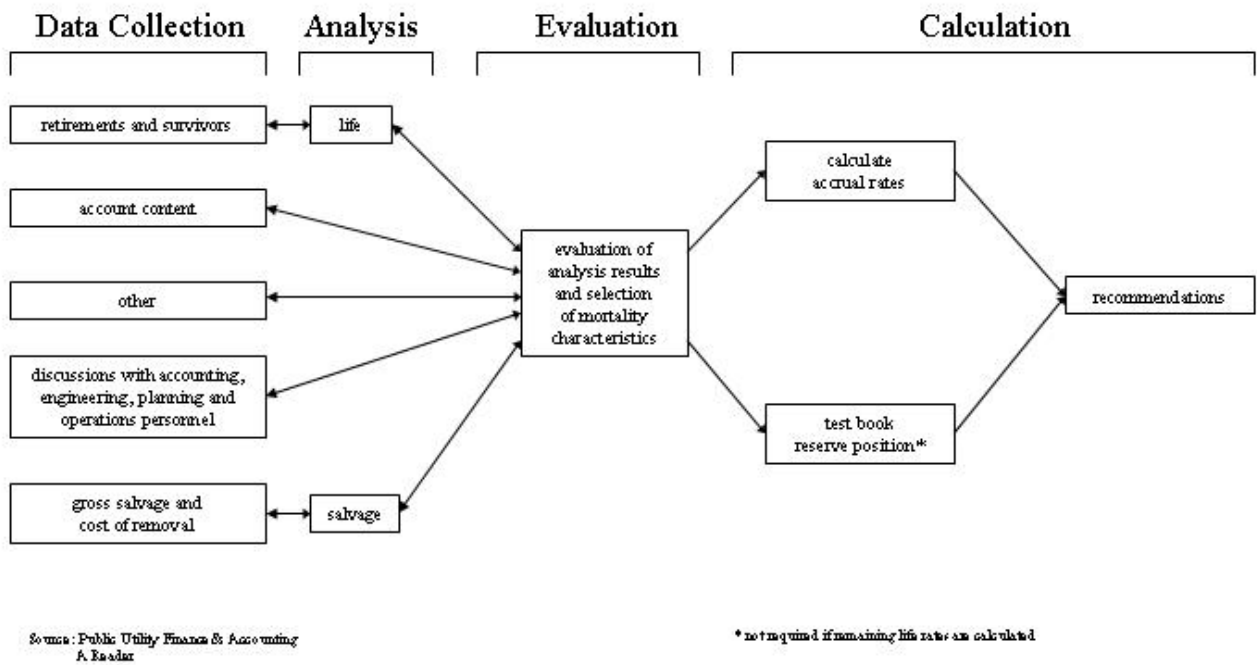 Data Collection
Analysis
Evaluation
Calculation
retirements and survivors
life
account content
other
discussions with accounting,
engineering, planning and
operations personnel
gross salvage and
cost of removal
salvage
evaluation of
analysis results
and selection
of mortality
characteristics
calculate
accrual rates
test book
reserve position*
recommendations
Source: Public Utility Finance & Accounting
A Reader
* not required if remaining life rates are calculated